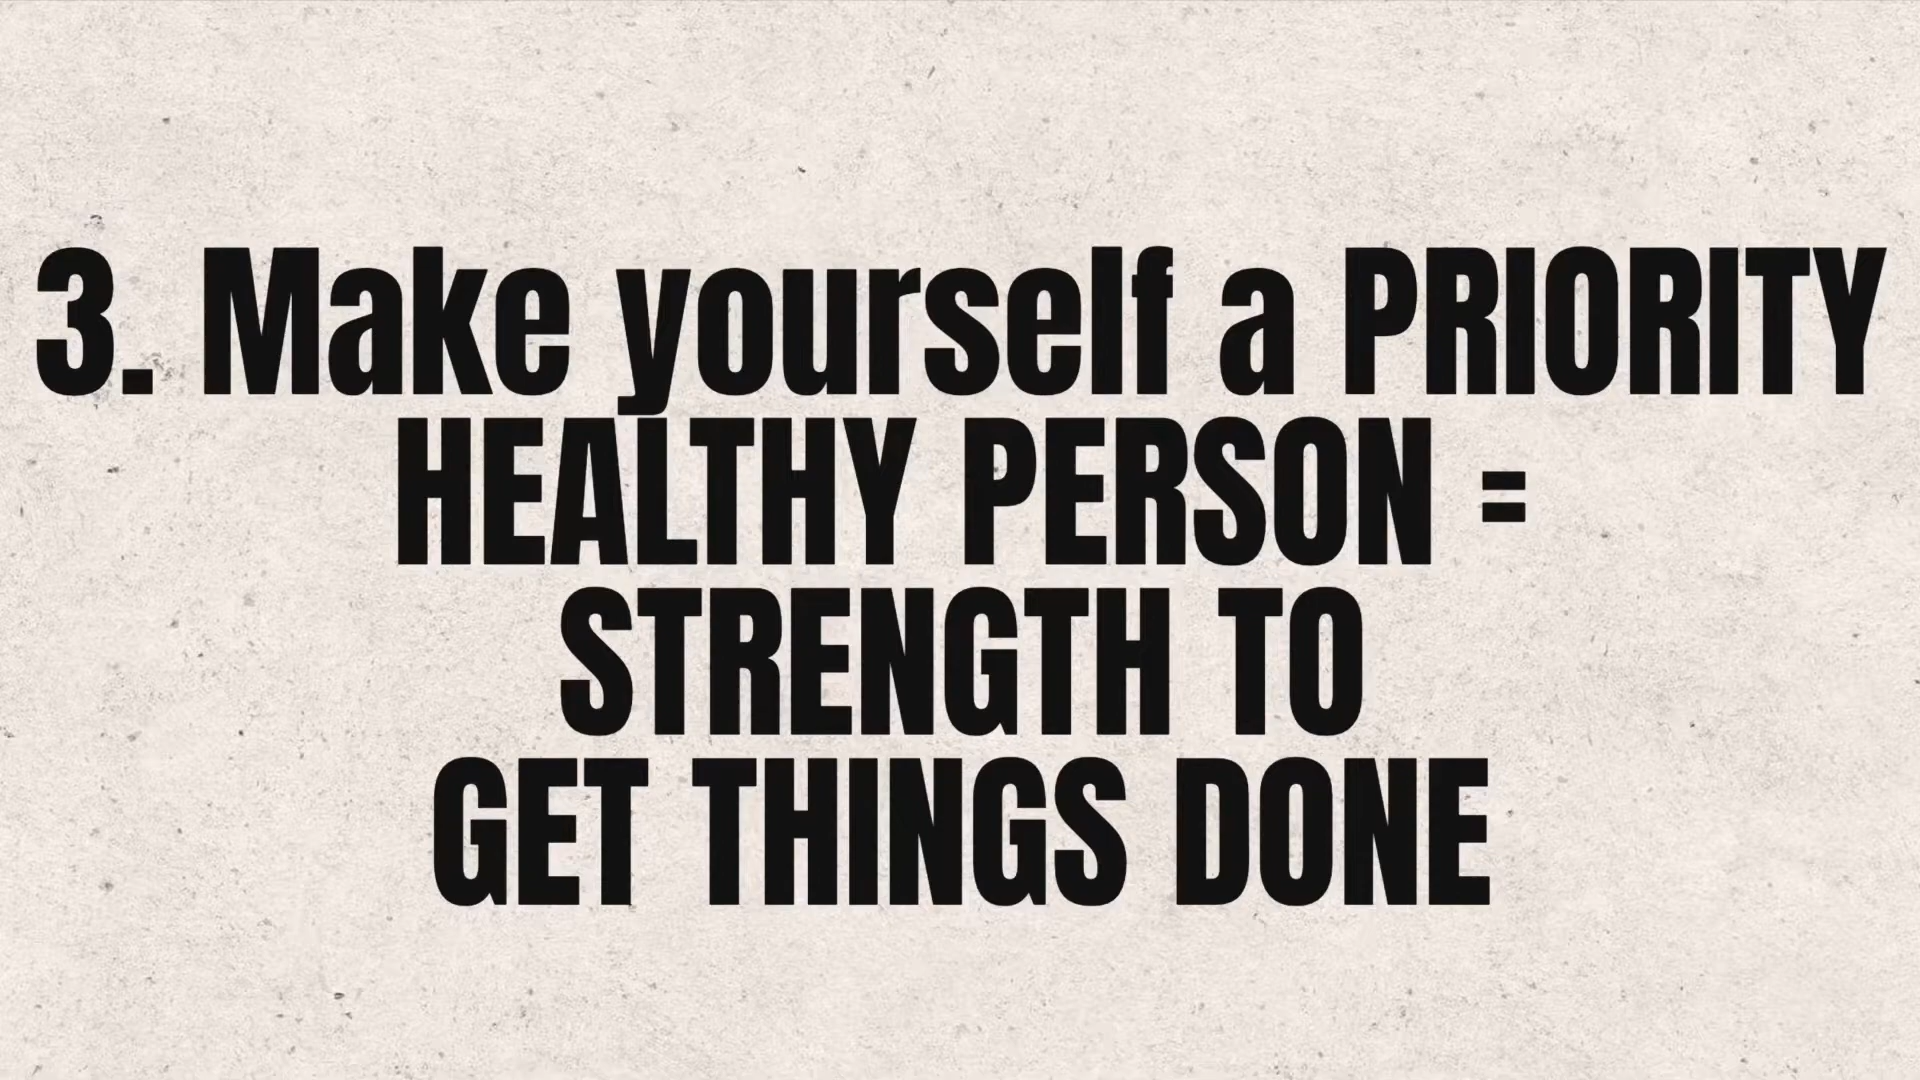 3. Make yourself a PRIORITY
HEALTHY PERSON =
STRENGTH TO
GET THINGS DONE